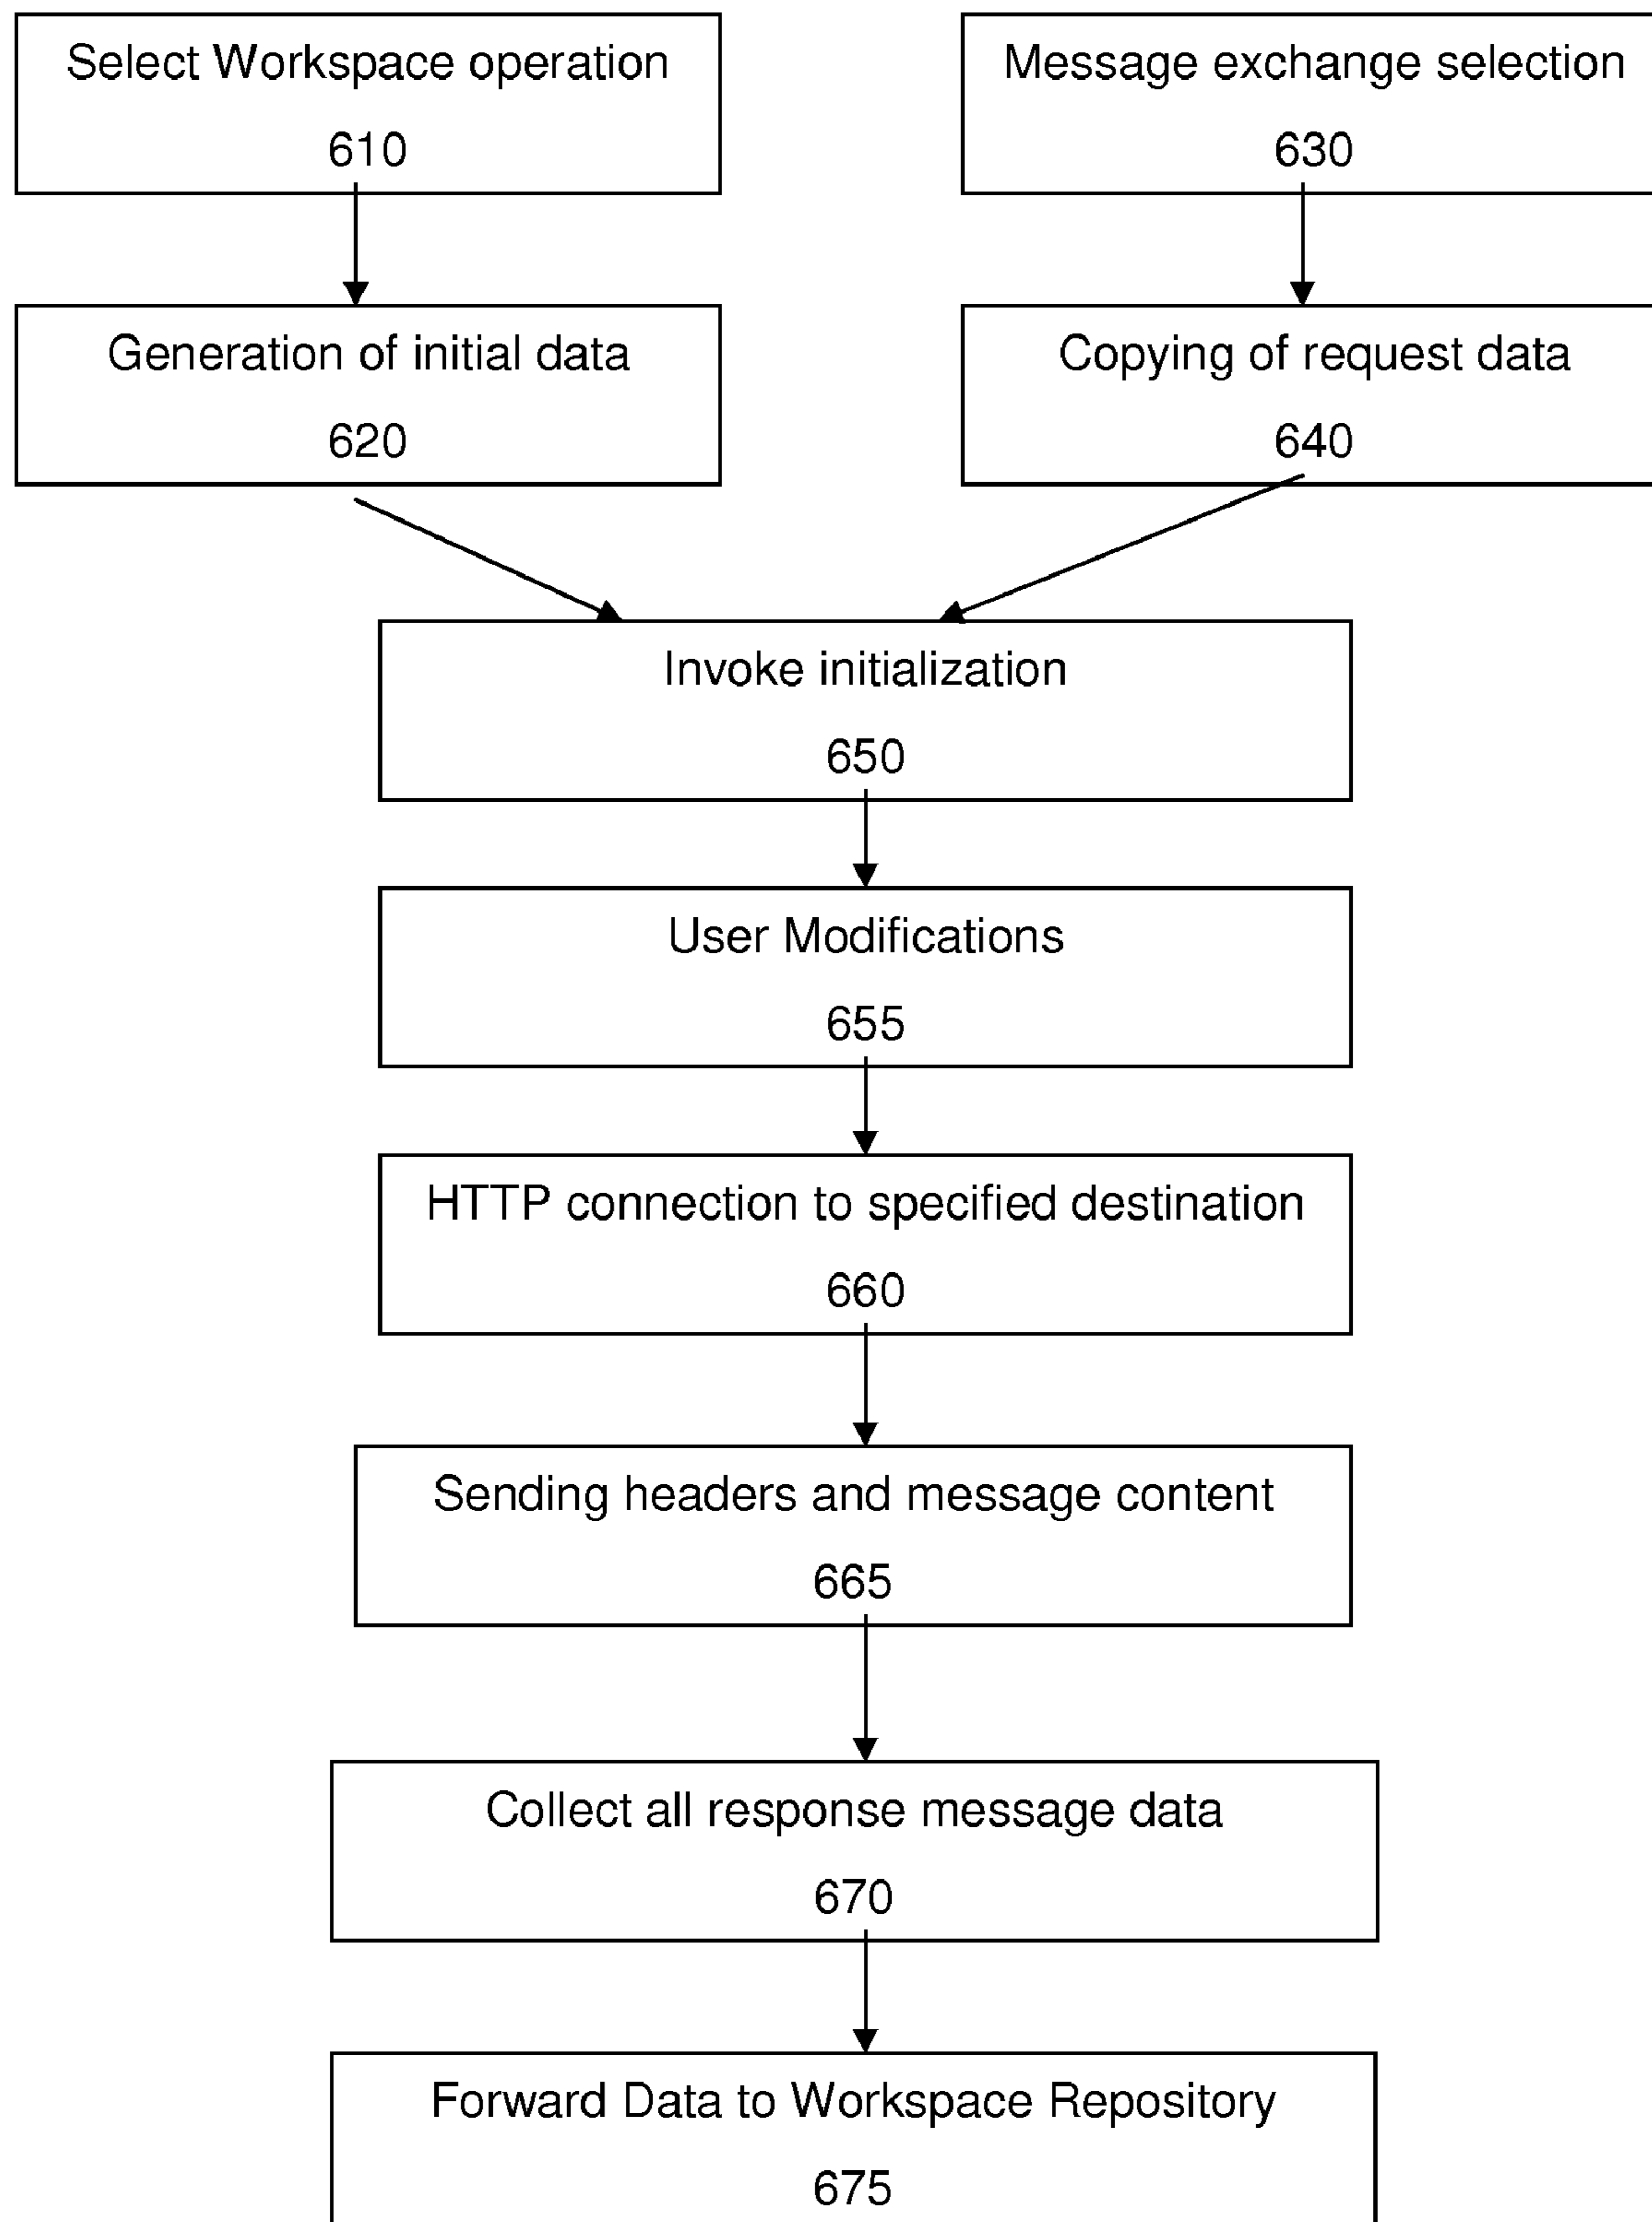 Select Workspace operation
610
Message exchange selection
630
Generation of initial data
620
Copying of request data
640
Invoke initialization
650
User Modifications
655
HTTP connection to specified destination
660
Sending headers and message content
665
Collect all response message data
670
Forward Data to Workspace Repository
675